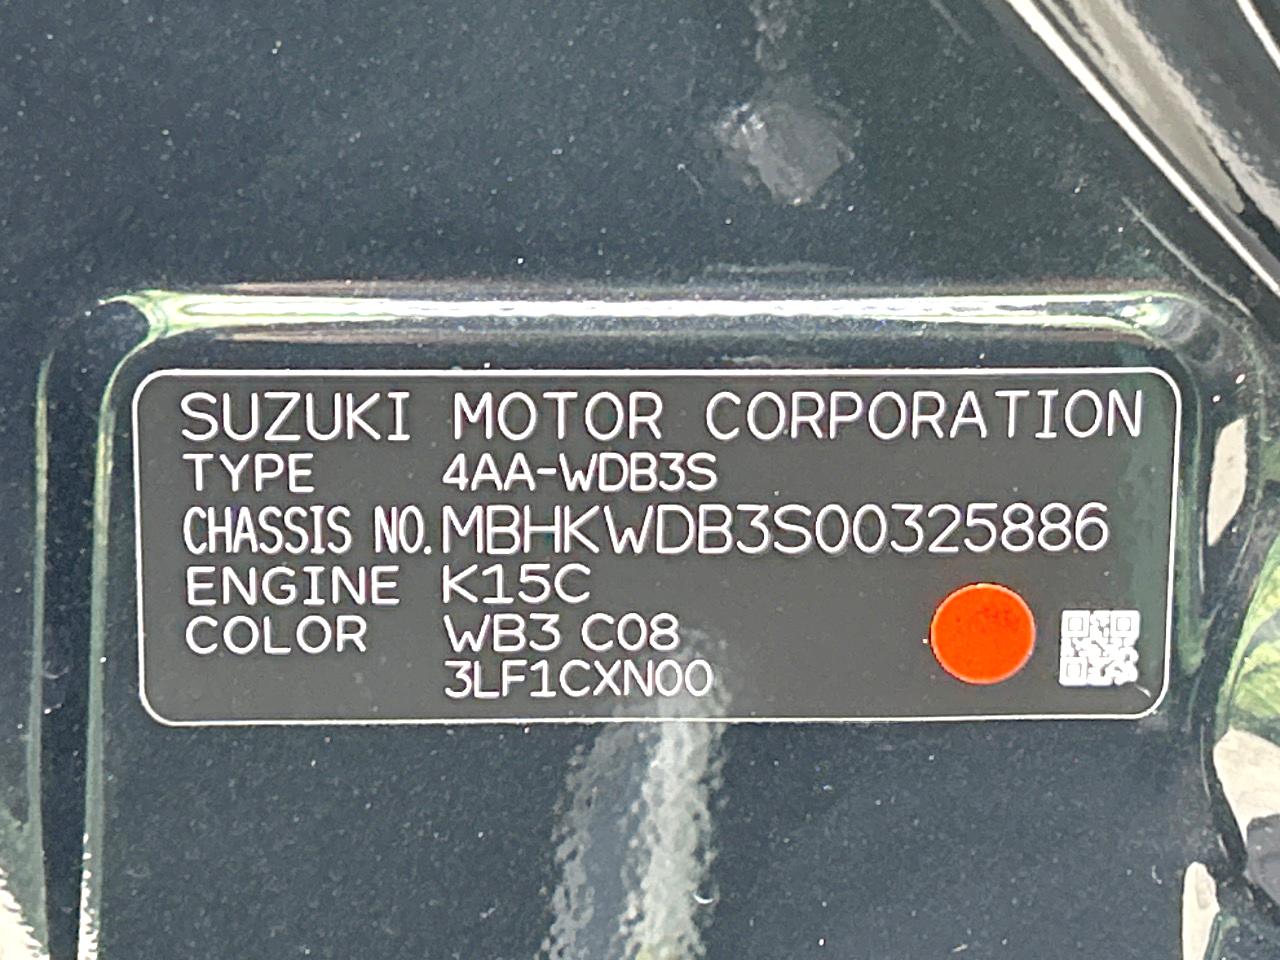 SUZUKI MOTOR CORPORATION
TYPE 4AA-WDB3S
CHASSIS NO. MBHKWDB3S00325886
ENGINE K15C
COLOR WB3 C08
3LF1CXN00